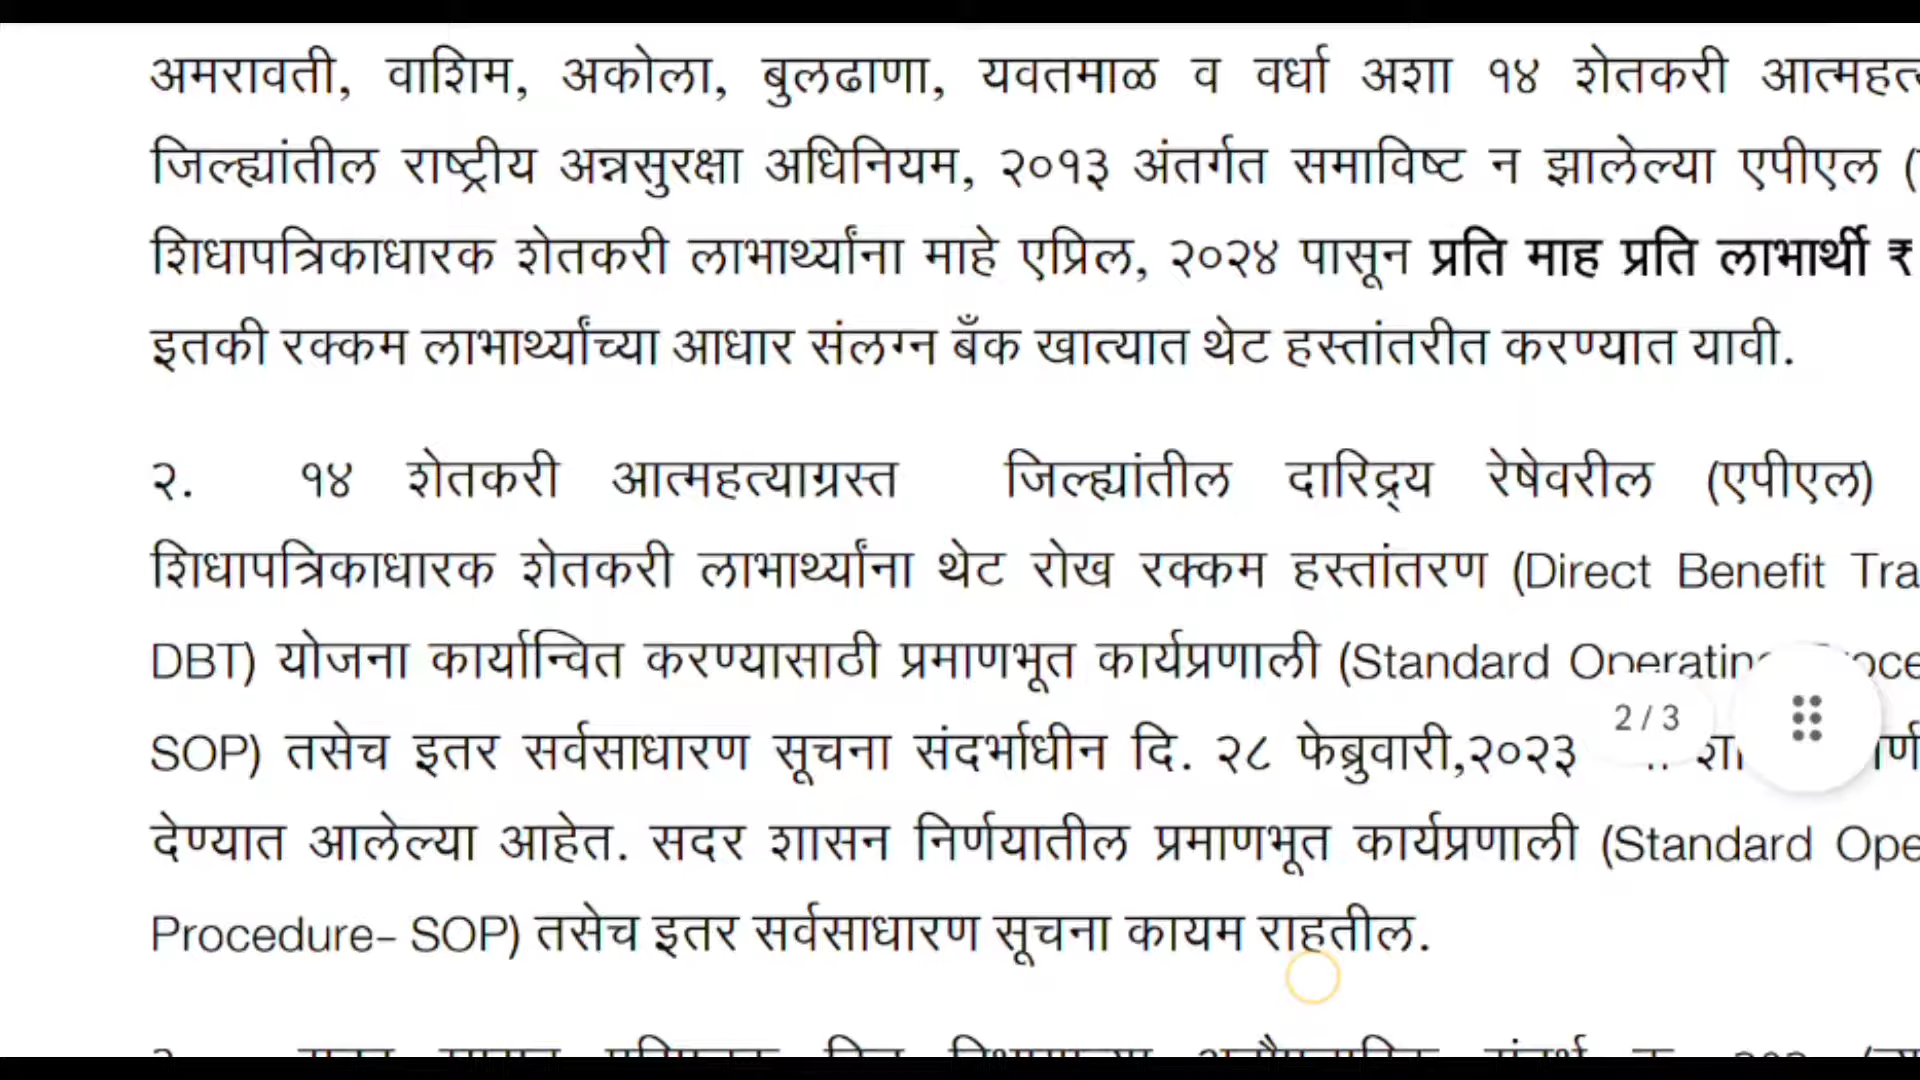 अमरावती, वाशिम, अकोला, बुलढाणा, यवतमाळ व वर्धा अशा १४ शेतकरी
जिल्ह्यांतील राष्ट्रीय अन्नसुरक्षा अधिनियम, २०१३ अंतर्गत समाविष्ट न झालेल्या एपीएल (
शिधापत्रिकाधारक शेतकरी लाभार्थ्यांना माहे एप्रिल, २०२४ पासून प्रति माह प्रति लाभार्थी ₹
इतकी रक्कम लाभार्थ्यांच्या आधार संलग्न बँक खात्यात थेट हस्तांतरीत करण्यात यावी.
२. १४ शेतकरी आत्महत्याग्रस्त जिल्ह्यांतील दारिद्र्य रेषेवरील (एपीएल)
शिधापत्रिकाधारक शेतकरी लाभार्थ्यांना थेट रोख रक्कम हस्तांतरण (Direct Benefit Tra
DBT) योजना कार्यान्वित करण्यासाठी प्रमाणभूत कार्यप्रणाली (Standard Operating
2 / 3
SOP) तसेच इतर सर्वसाधारण सूचना संदर्भाधीन दि. २८ फेब्रुवारी,२०२३
देण्यात आलेल्या आहेत. सदर शासन निर्णयातील प्रमाणभूत कार्यप्रणाली (Standard Ope
Procedure- SOP) तसेच इतर सर्वसाधारण सूचना कायम राहतील.